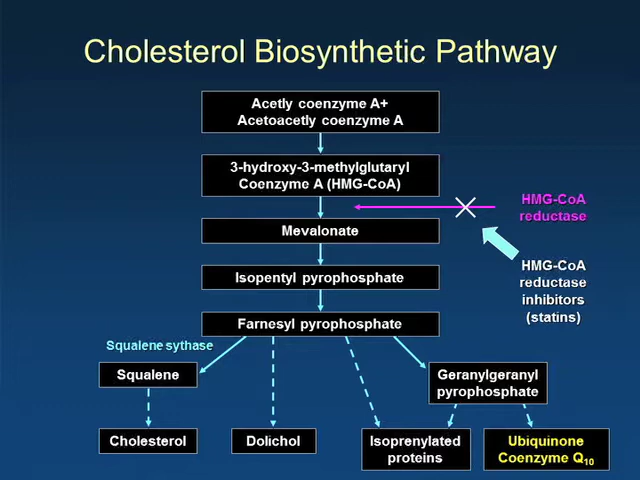 Cholesterol Biosynthetic Pathway
Acetly coenzyme A+
Acetoacetly coenzyme A
3-hydroxy-3-methylglutaryl
Coenzyme A (HMG-CoA)
HMG-CoA
reductase
Mevalonate
HMG-CoA
reductase
inhibitors
(statins)
Isopentyl pyrophosphate
Farnesyl pyrophosphate
Squalene sythase
Squalene
Geranylgeranyl
pyrophosphate
Cholesterol
Dolichol
Isoprenylated
proteins
Ubiquinone
Coenzyme Q10